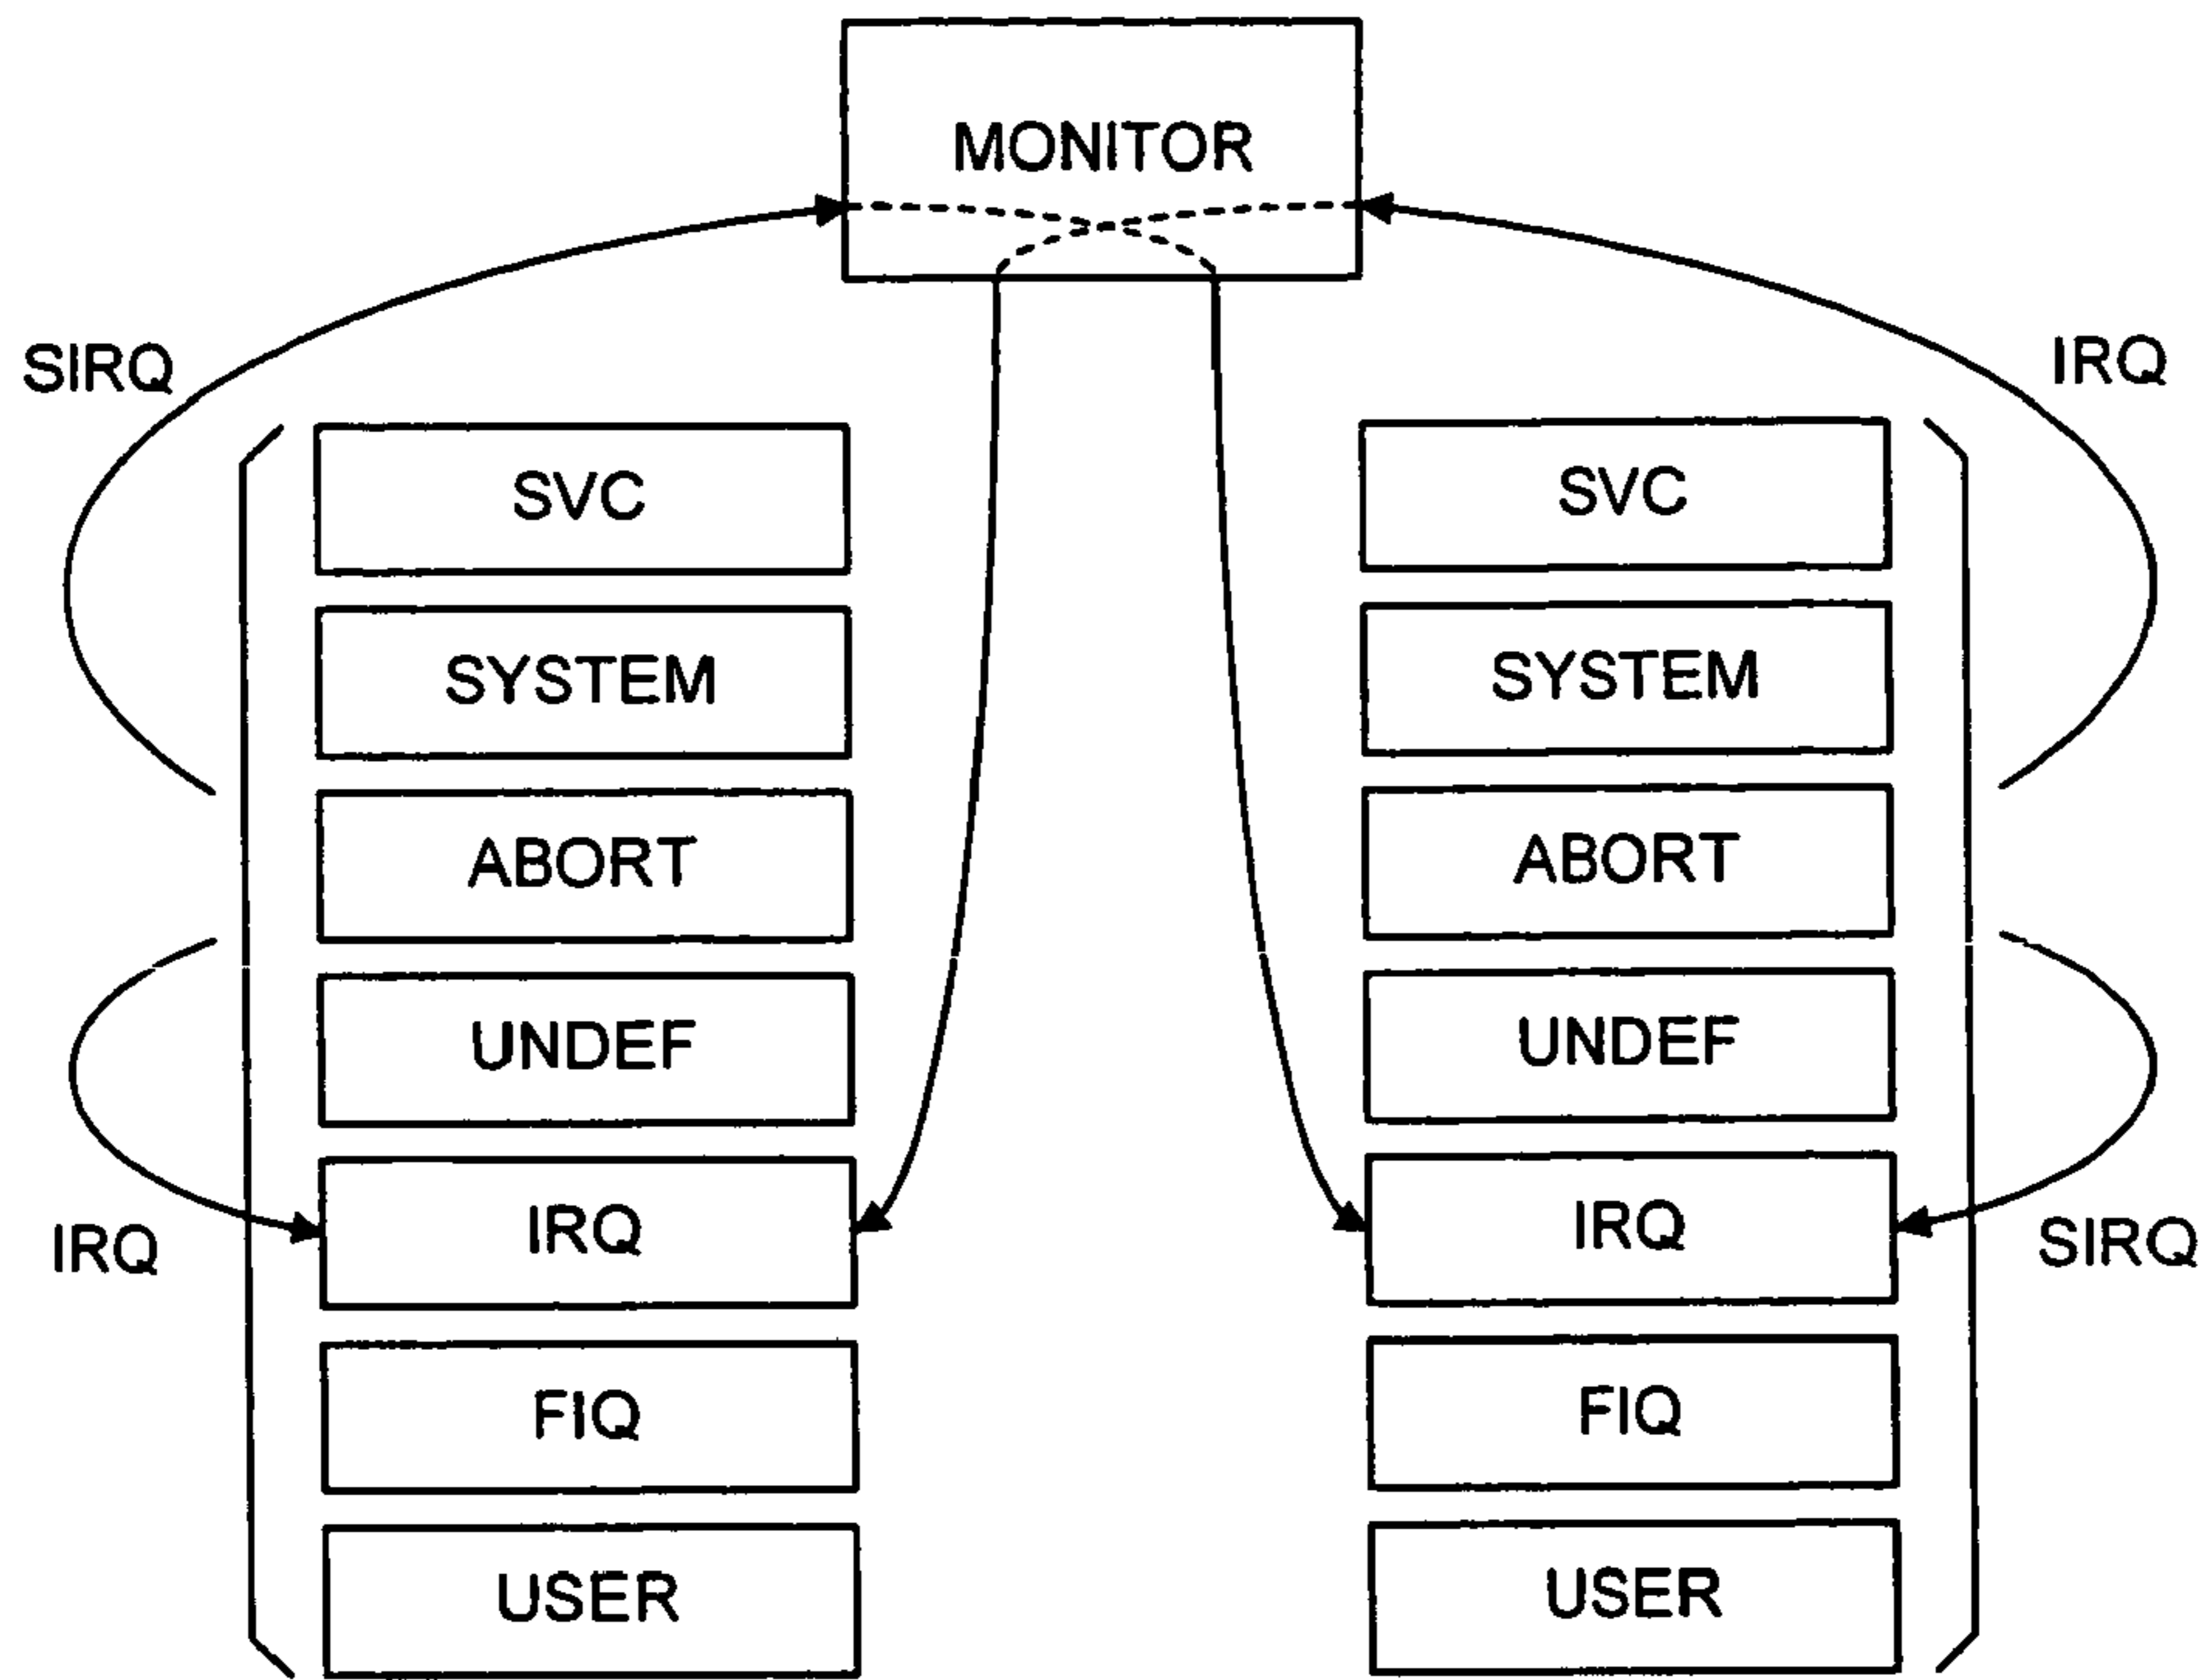 MONITOR
SIRQ
IRQ
SVC
SVC
SYSTEM
SYSTEM
ABORT
ABORT
UNDEF
UNDEF
IRQ
IRQ
IRQ
SIRQ
FIQ
FIQ
USER
USER